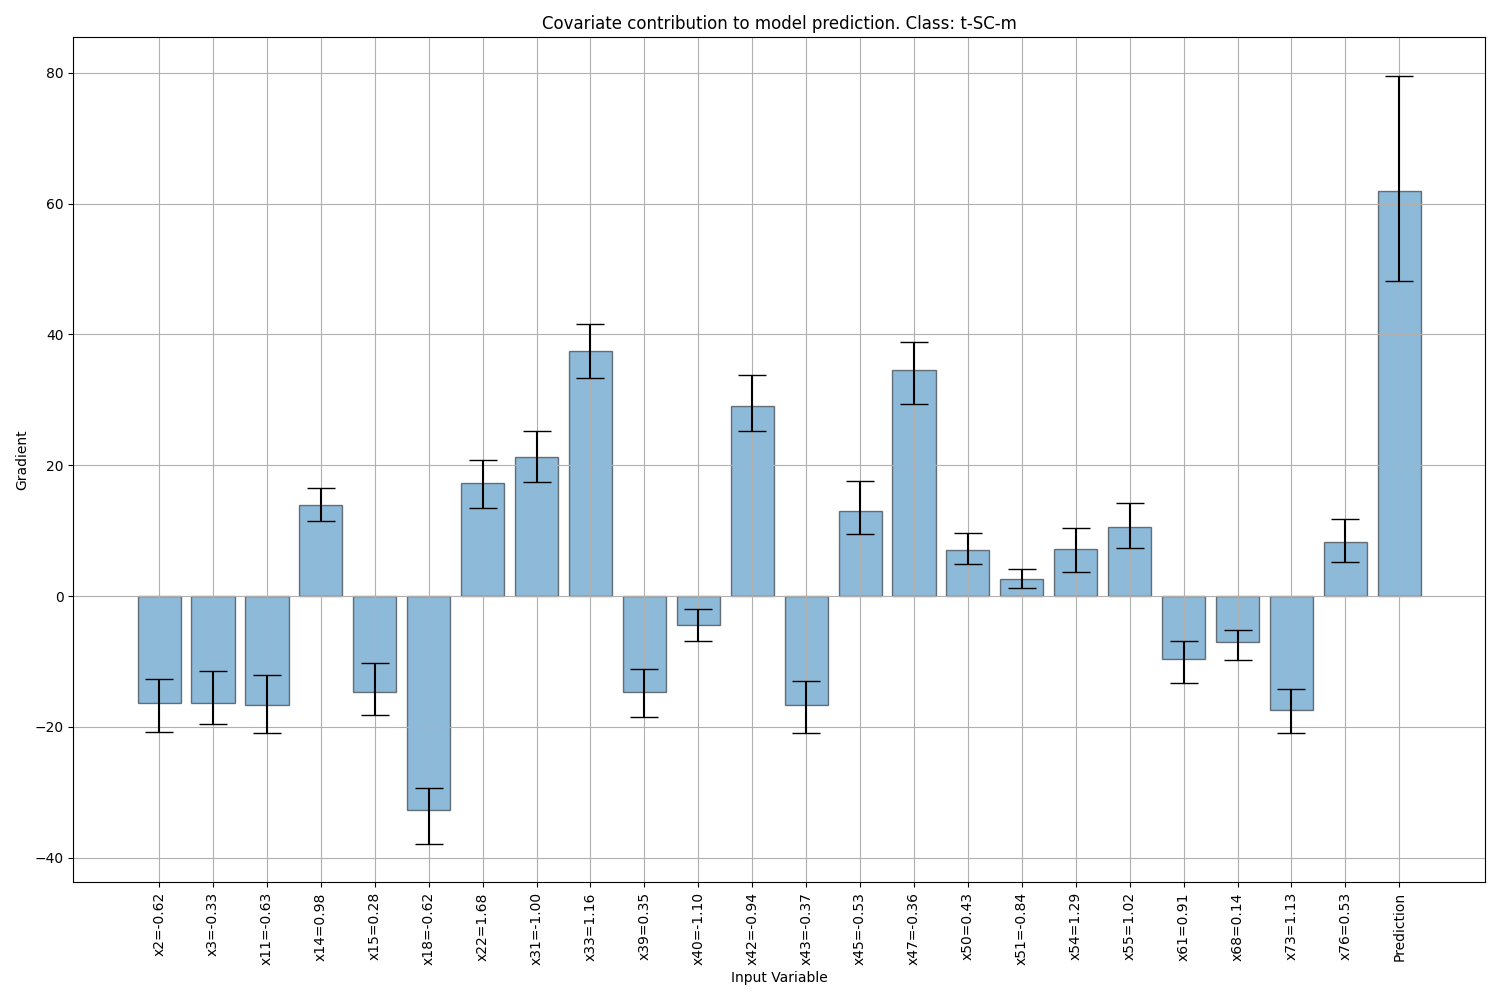 Covariate contribution to model prediction. Class: t-SC-m
Gradient
80
60
40
20
0
−20
−40
x2=-0.62
x3=-0.33
x11=-0.63
x14=0.98
x15=0.28
x18=-0.62
x22=1.68
x31=-1.00
x33=1.16
x39=0.35
x40=-1.10
x42=-0.94
x43=-0.37
x45=-0.53
x47=-0.36
x50=0.43
x51=-0.84
x54=1.29
x55=-1.02
x61=0.91
x68=0.14
x73=1.13
x76=0.53
Prediction
Input Variable